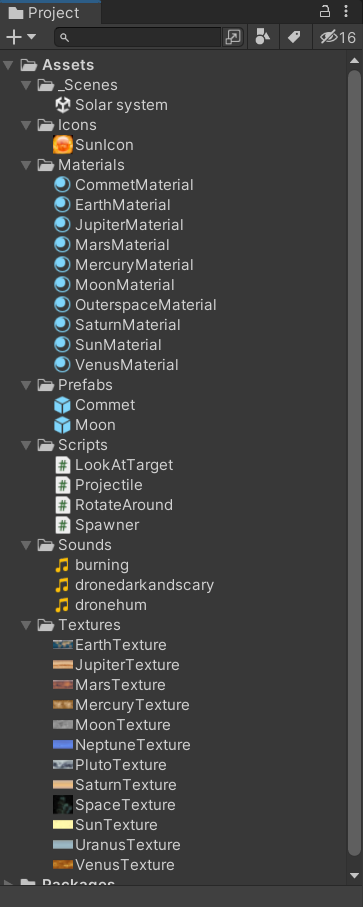 Project
16
Assets
_Scenes
Solar system
Icons
SunIcon
Materials
CommetMaterial
EarthMaterial
JupiterMaterial
MarsMaterial
MercuryMaterial
MoonMaterial
OuterspaceMaterial
SaturnMaterial
SunMaterial
VenusMaterial
Prefabs
Commet
Moon
Scripts
LookAtTarget
Projectile
RotateAround
Spawner
Sounds
burning
dronedarkandscary
dronehum
Textures
EarthTexture
JupiterTexture
MarsTexture
MercuryTexture
MoonTexture
NeptuneTexture
PlutoTexture
SaturnTexture
SpaceTexture
SunTexture
UranusTexture
VenusTexture
Packages